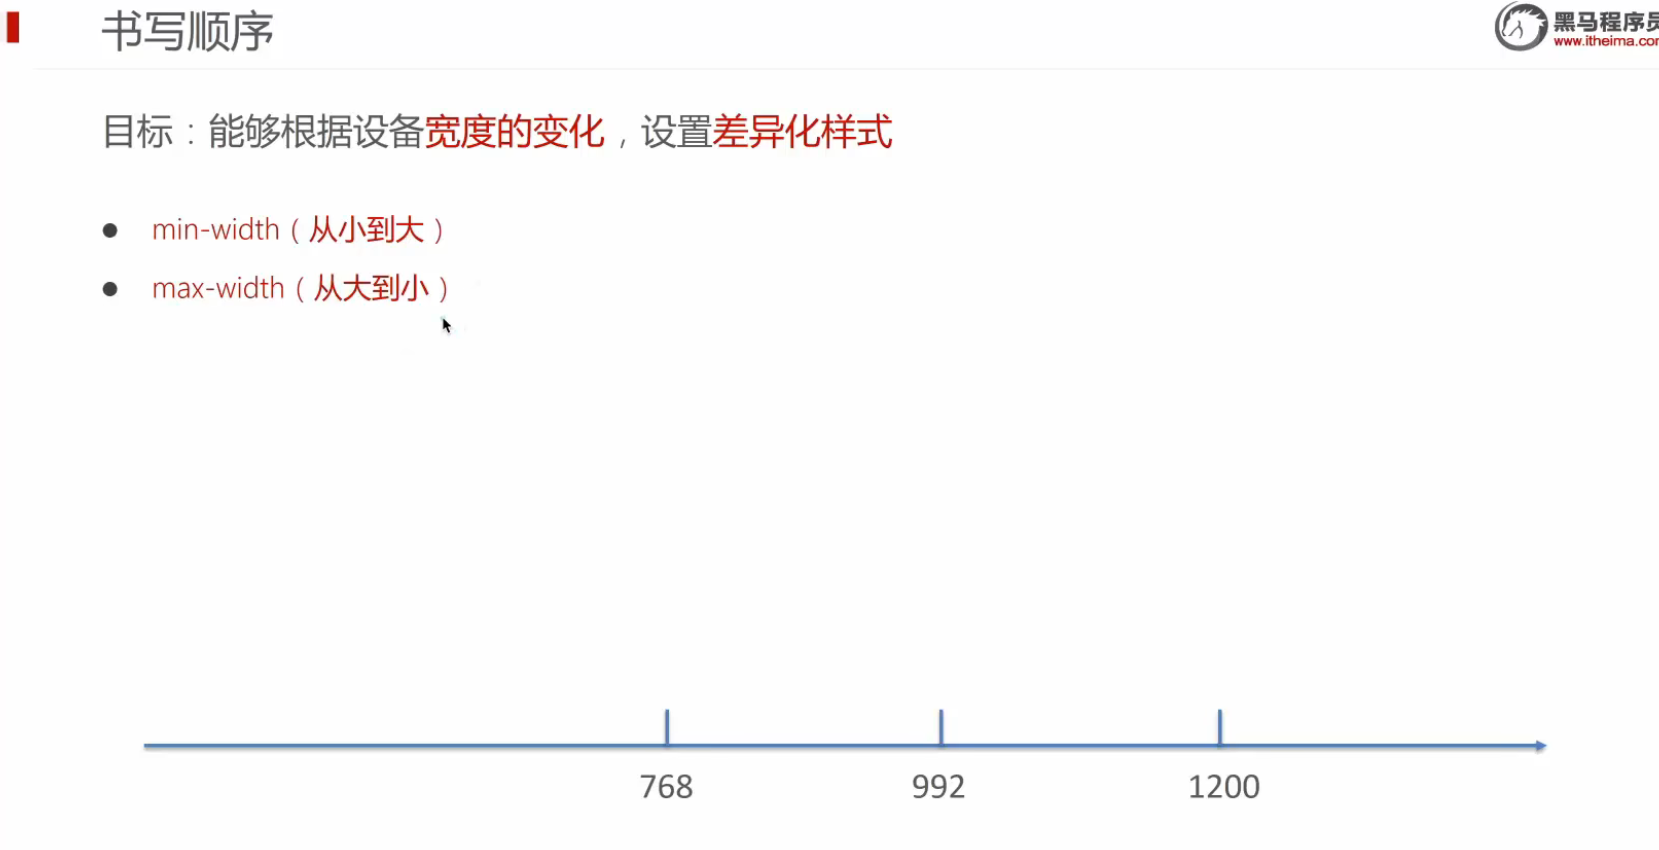 书写顺序
黑马程序员
www.itheima.com
目标：能够根据设备宽度的变化，设置差异化样式
● min-width（从小到大）
● max-width（从大到小）
768 992 1200